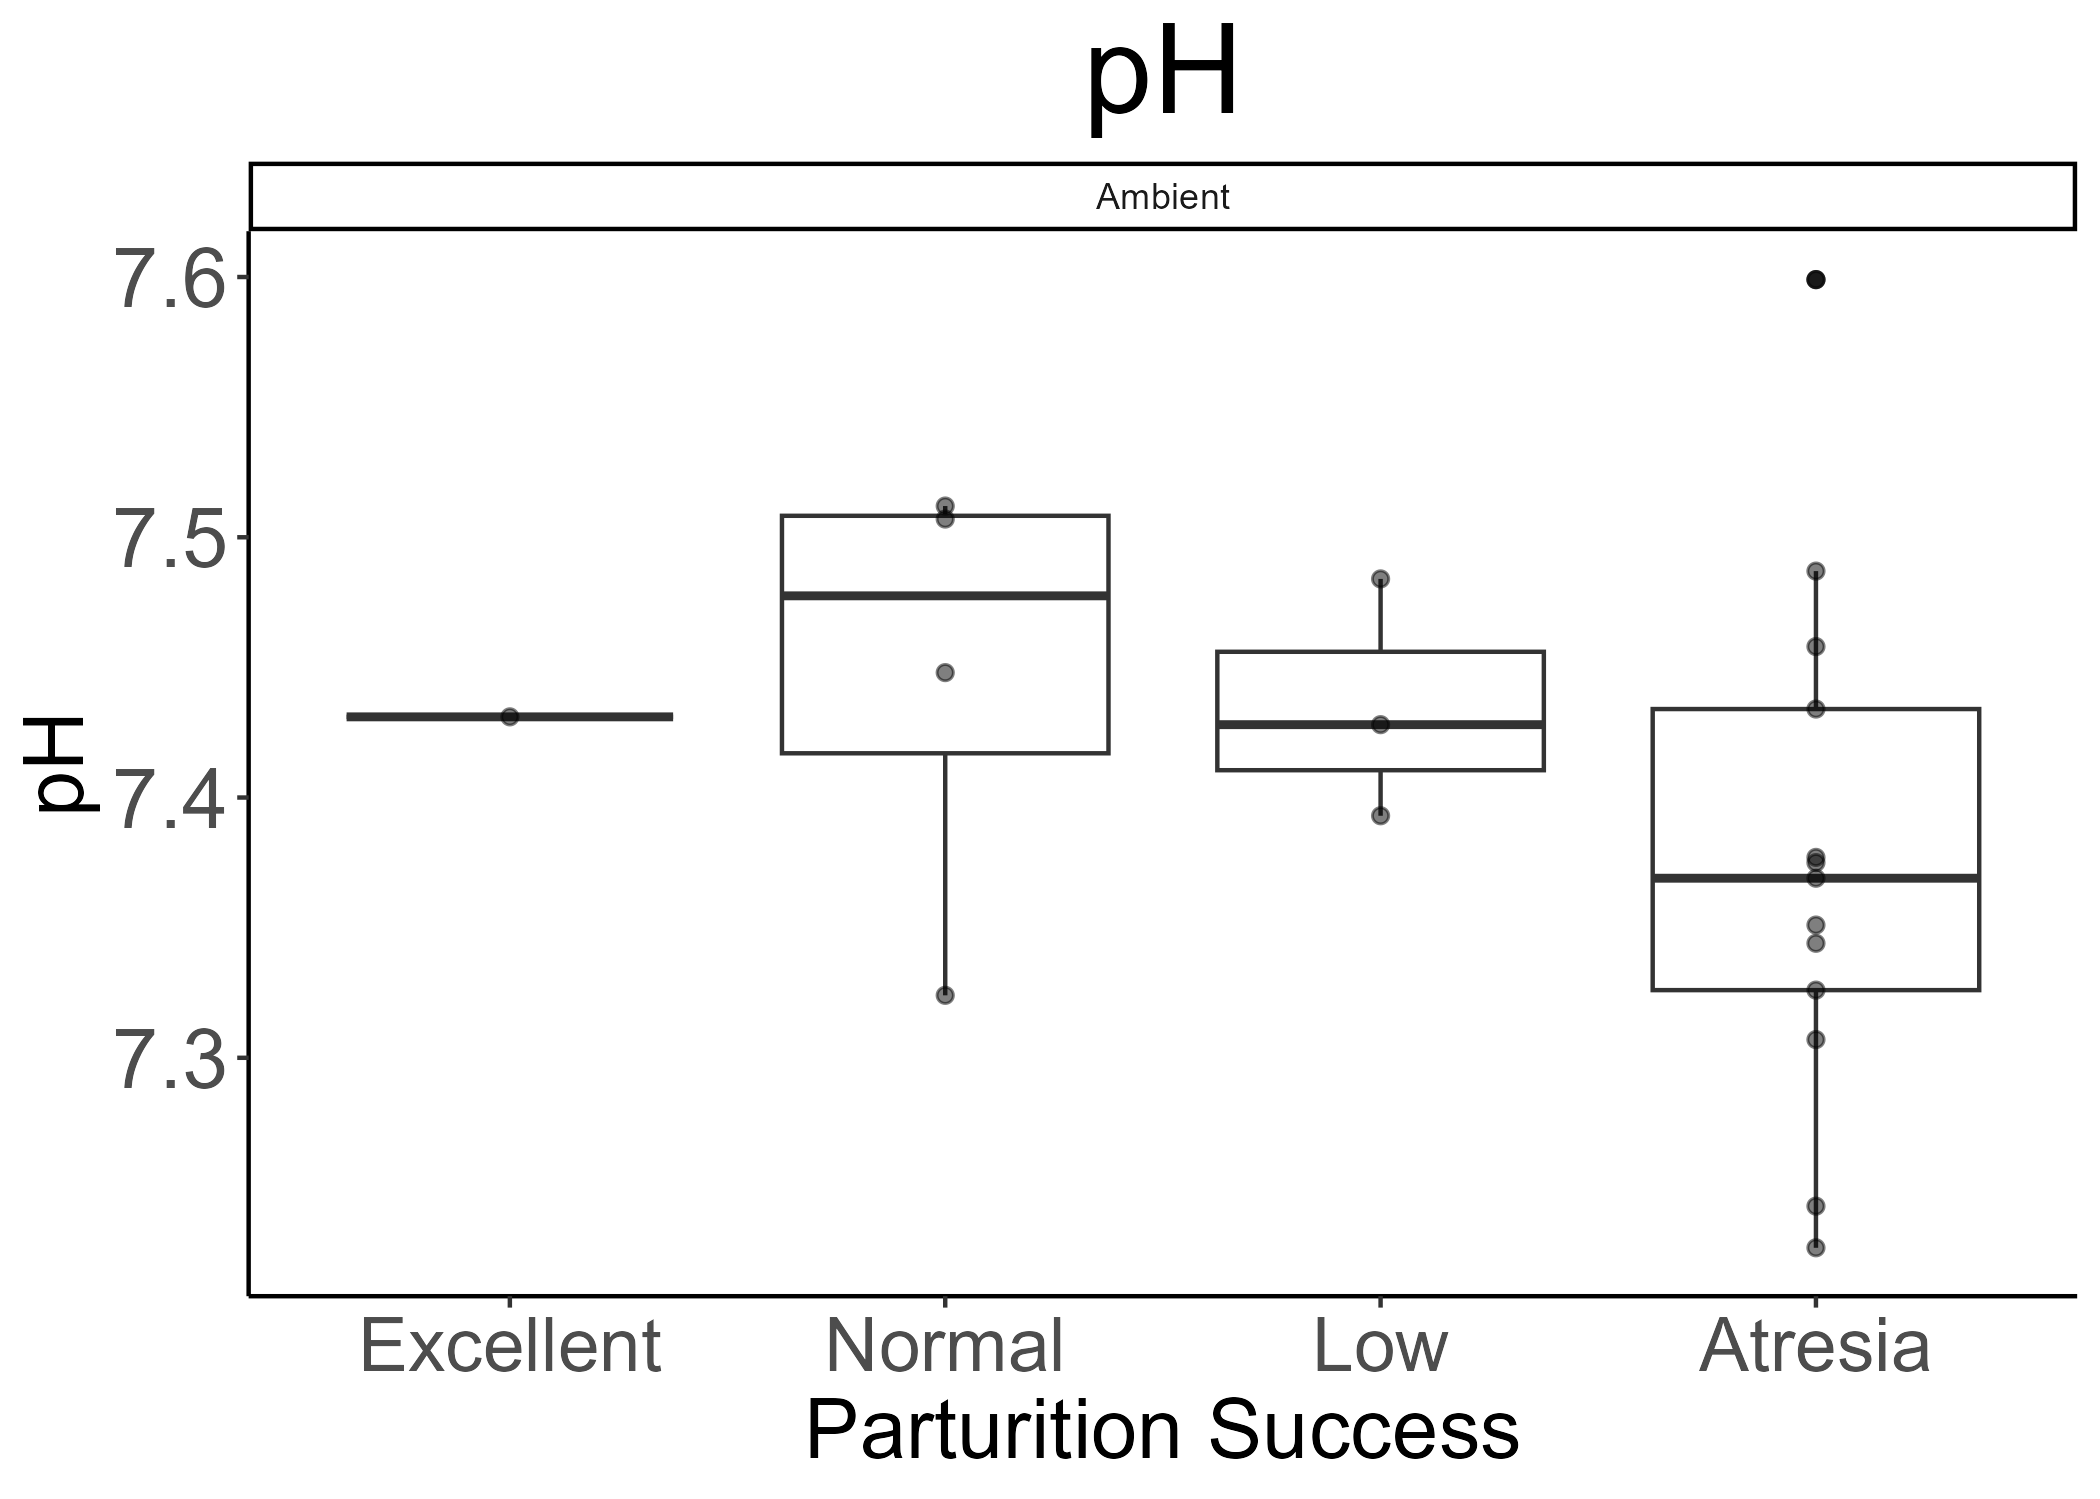 pH
Ambient
7.6
7.5
7.4
7.3
pH
Excellent Normal Low Atresia
Parturition Success